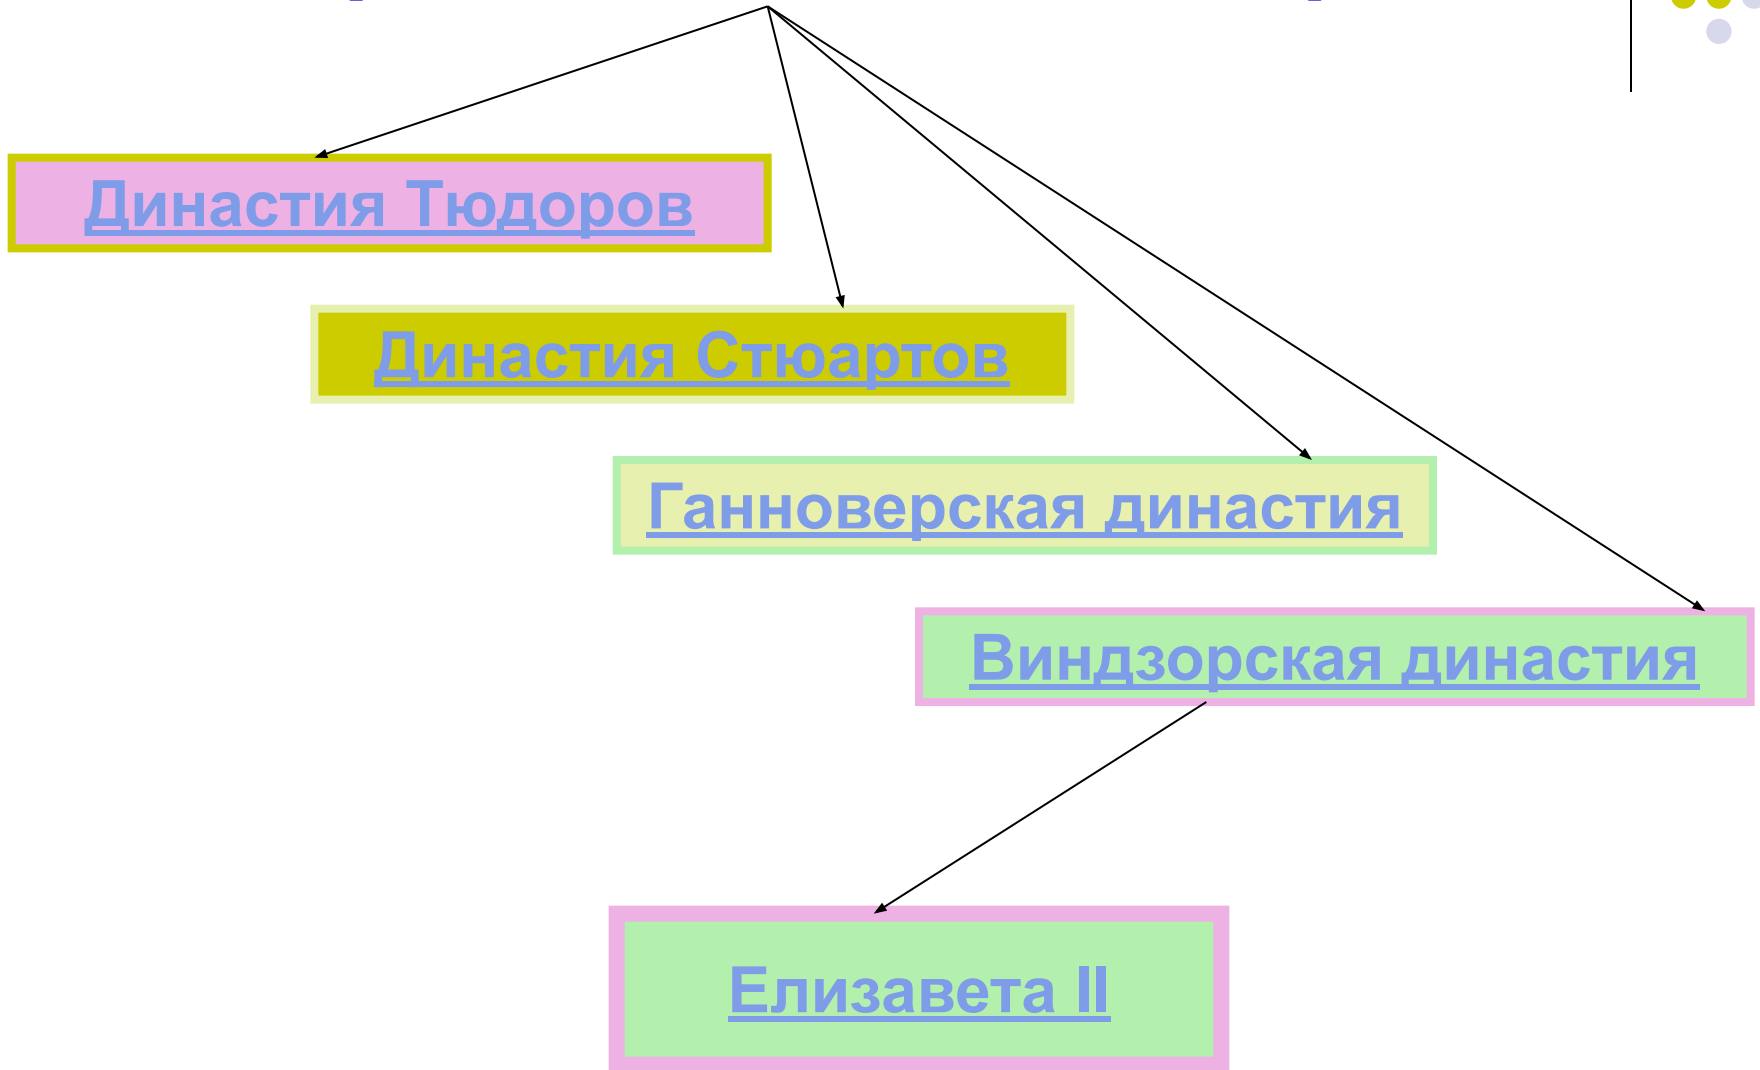 Династия Тюдоров
Династия Стюартов
Ганноверская династия
Виндзорская династия
Елизавета II